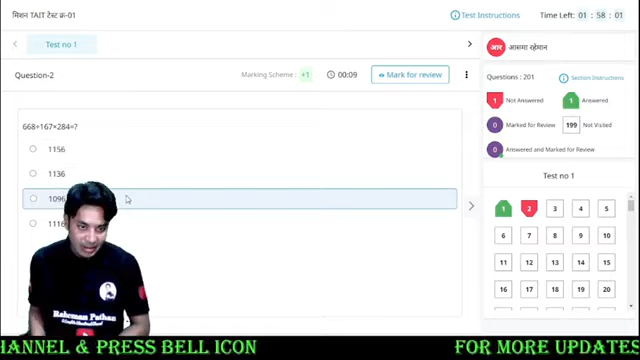 मिशन TAIT टेस्ट क्र-01
Test Instructions
Time Left: 01 : 58 : 01
Test no 1
आर
आसमा रहेमान
Question-2
Marking Scheme: +1
00:09
Mark for review
Questions : 201
Section Instructions
1 Not Answered
1 Answered
0 Marked for Review
199 Not Visited
0 Answered and Marked for Review
668÷167×284=?
1156
1136
1096
1116
Test no 1
1 2 3 4 5
6 7 8 9 10
11 12 13 14 15
16 17 18 19 20
Rehman Pathan
HANNEL & PRESS BELL ICON
FOR MORE UPDATES